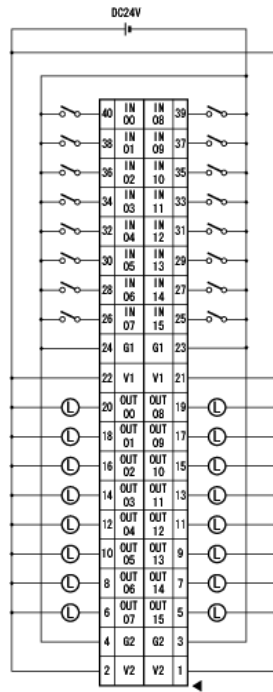 DC24V
40 IN 00 IN 08 39
38 IN 01 IN 09 37
36 IN 02 IN 10 35
34 IN 03 IN 11 33
32 IN 04 IN 12 31
30 IN 05 IN 13 29
28 IN 06 IN 14 27
26 IN 07 IN 15 25
24 G1 G1 23
22 V1 V1 21
L 20 OUT 00 OUT 08 19 L
L 18 OUT 01 OUT 09 17 L
L 16 OUT 02 OUT 10 15 L
L 14 OUT 03 OUT 11 13 L
L 12 OUT 04 OUT 12 11 L
L 10 OUT 05 OUT 13 9 L
L 8 OUT 06 OUT 14 7 L
L 6 OUT 07 OUT 15 5 L
4 G2 G2 3
2 V2 V2 1